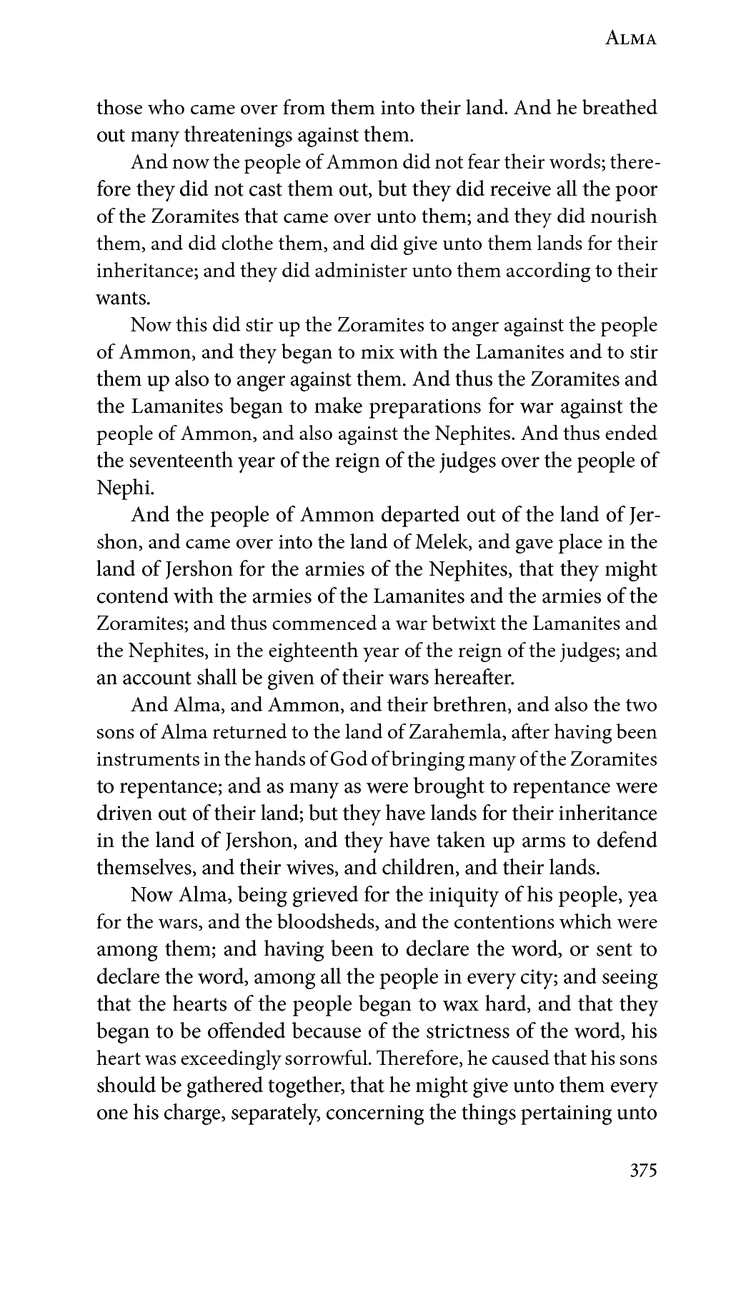 Alma
those who came over from them into their land. And he breathed
out many threatenings against them.
And now the people of Ammon did not fear their words; there-
fore they did not cast them out, but they did receive all the poor
of the Zoramites that came over unto them; and they did nourish
them, and did clothe them, and did give unto them lands for their
inheritance; and they did administer unto them according to their
wants.
Now this did stir up the Zoramites to anger against the people
of Ammon, and they began to mix with the Lamanites and to stir
them up also to anger against them. And thus the Zoramites and
the Lamanites began to make preparations for war against the
people of Ammon, and also against the Nephites. And thus ended
the seventeenth year of the reign of the judges over the people of
Nephi.
And the people of Ammon departed out of the land of Jer-
shon, and came over into the land of Melek, and gave place in the
land of Jershon for the armies of the Nephites, that they might
contend with the armies of the Lamanites and the armies of the
Zoramites; and thus commenced a war betwixt the Lamanites and
the Nephites, in the eighteenth year of the reign of the judges; and
an account shall be given of their wars hereafter.
And Alma, and Ammon, and their brethren, and also the two
sons of Alma returned to the land of Zarahemla, after having been
instruments in the hands of God of bringing many of the Zoramites
to repentance; and as many as were brought to repentance were
driven out of their land; but they have lands for their inheritance
in the land of Jershon, and they have taken up arms to defend
themselves, and their wives, and children, and their lands.
Now Alma, being grieved for the iniquity of his people, yea
for the wars, and the bloodsheds, and the contentions which were
among them; and having been to declare the word, or sent to
declare the word, among all the people in every city; and seeing
that the hearts of the people began to wax hard, and that they
began to be offended because of the strictness of the word, his
heart was exceedingly sorrowful. Therefore, he caused that his sons
should be gathered together, that he might give unto them every
one his charge, separately, concerning the things pertaining unto
375